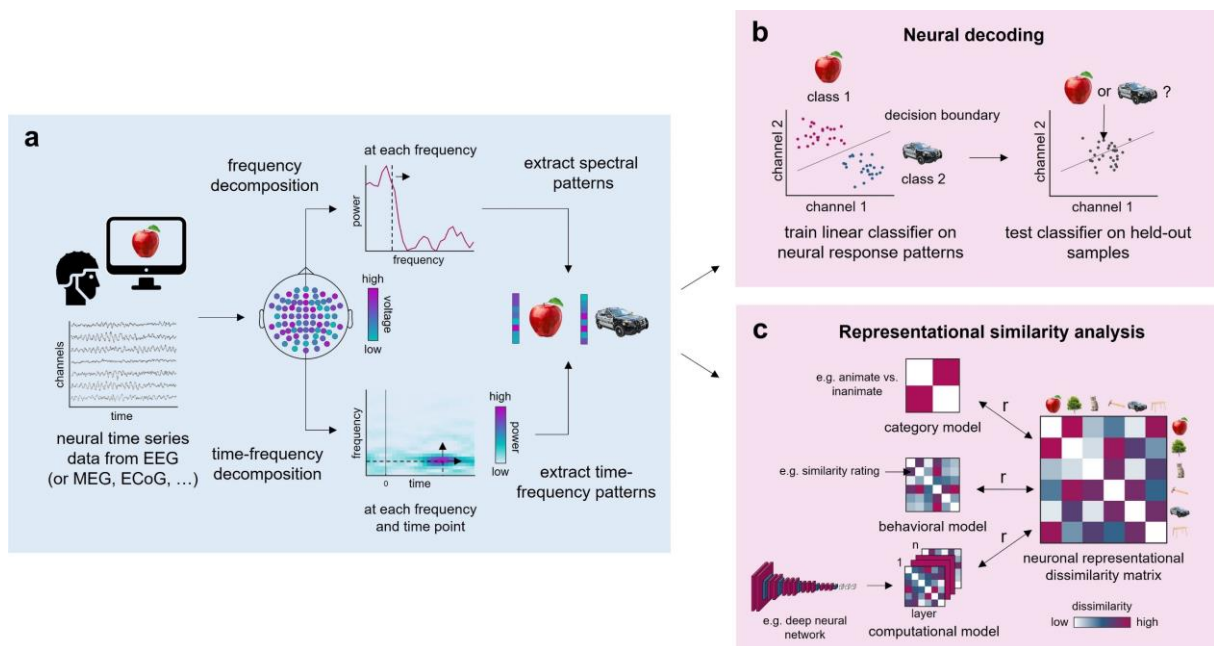 a
frequency
decomposition
at each frequency
power
frequency
extract spectral
patterns
high
voltage
low
channels
time
neural time series
data from EEG
(or MEG, ECoG, …)
time-frequency
decomposition
frequency
0
time
at each frequency
and time point
high
power
low
extract time-
frequency patterns
b
Neural decoding
class 1
channel 2
decision boundary
class 2
channel 1
train linear classifier on
neural response patterns
or
?
channel 2
channel 1
test classifier on held-out
samples
c
Representational similarity analysis
e.g. animate vs.
inanimate
category model
r
e.g. similarity rating
behavioral model
r
n
1
layer
e.g. deep neural
network
computational model
r
neuronal representational
dissimilarity matrix
dissimilarity
low
high